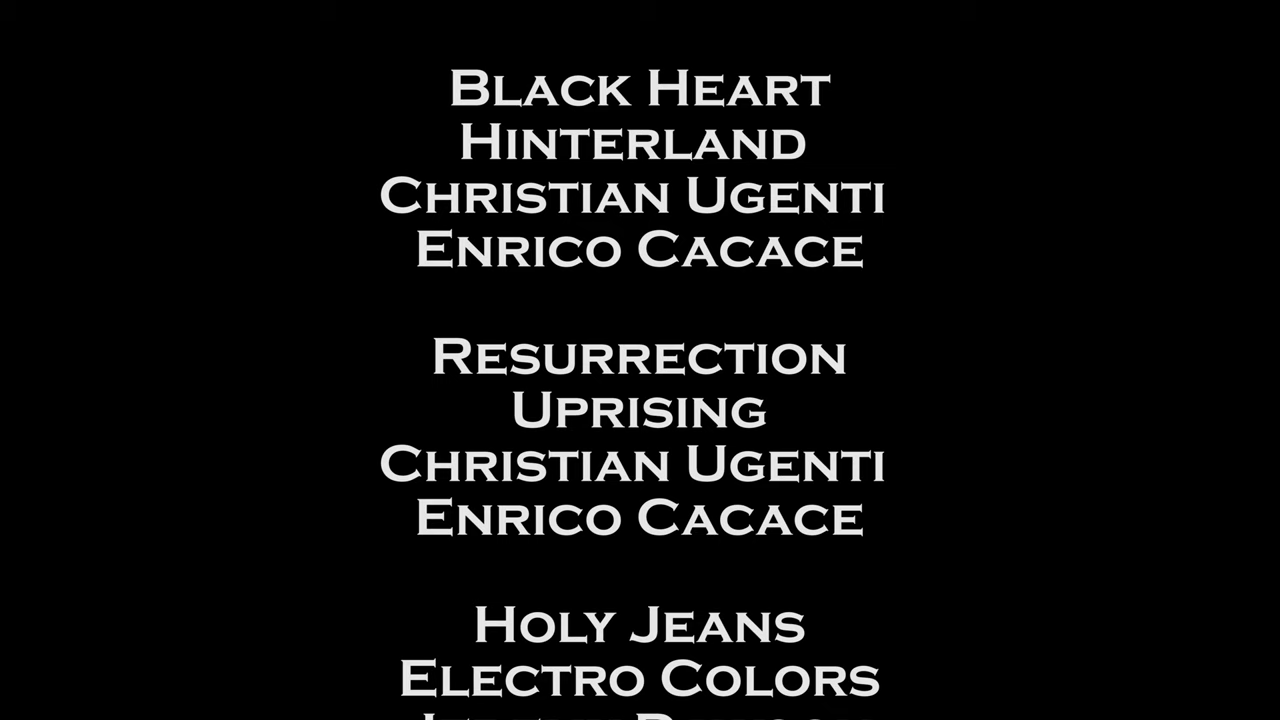 Black Heart
Hinterland
Christian Ugenti
Enrico Cacace
Resurrection
Uprising
Christian Ugenti
Enrico Cacace
Holy Jeans
Electro Colors